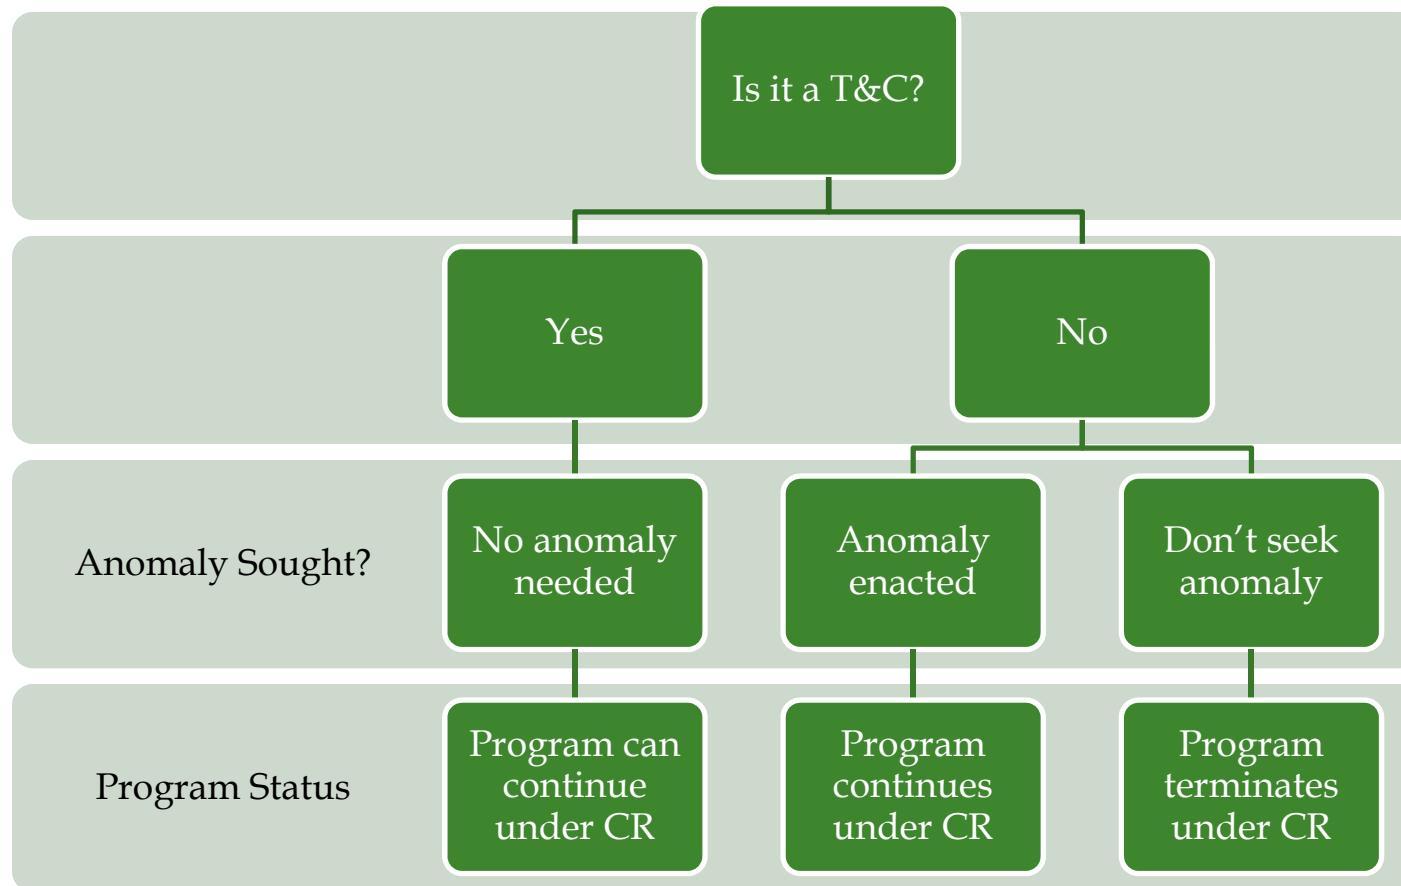 Is it a T&C?
Yes
No
Anomaly Sought?
No anomaly
needed
Anomaly
enacted
Don’t seek
anomaly
Program Status
Program can
continue
under CR
Program
continues
under CR
Program
terminates
under CR